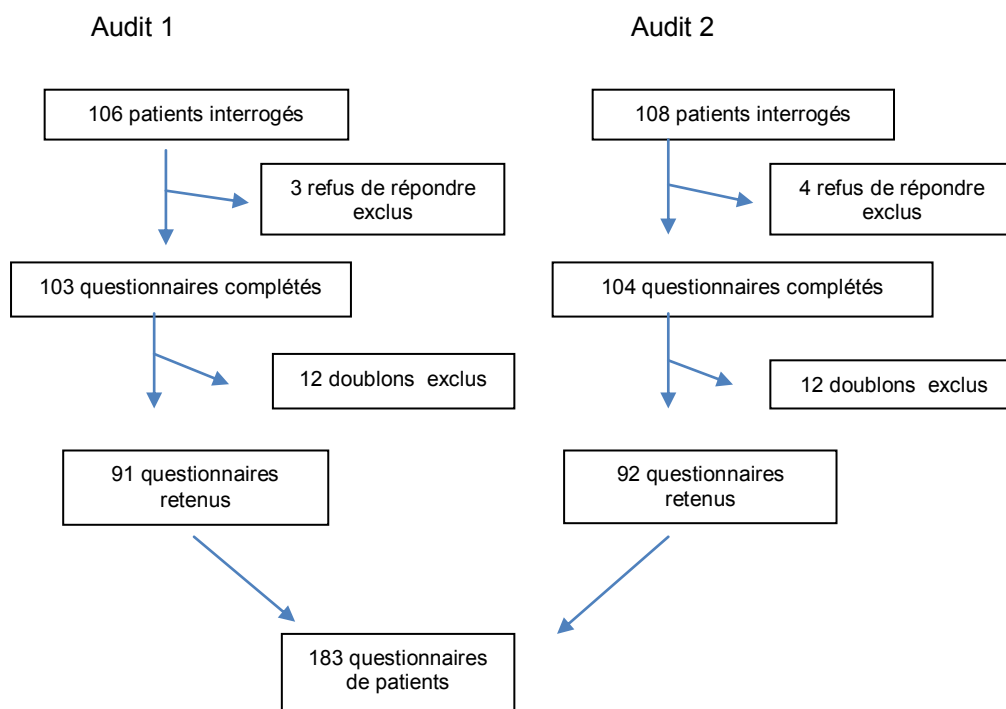 Audit 1
Audit 2
106 patients interrogés
108 patients interrogés
3 refus de répondre
exclus
4 refus de répondre
exclus
103 questionnaires complétés
104 questionnaires complétés
12 doublons exclus
12 doublons exclus
91 questionnaires
retenus
92 questionnaires
retenus
183 questionnaires
de patients